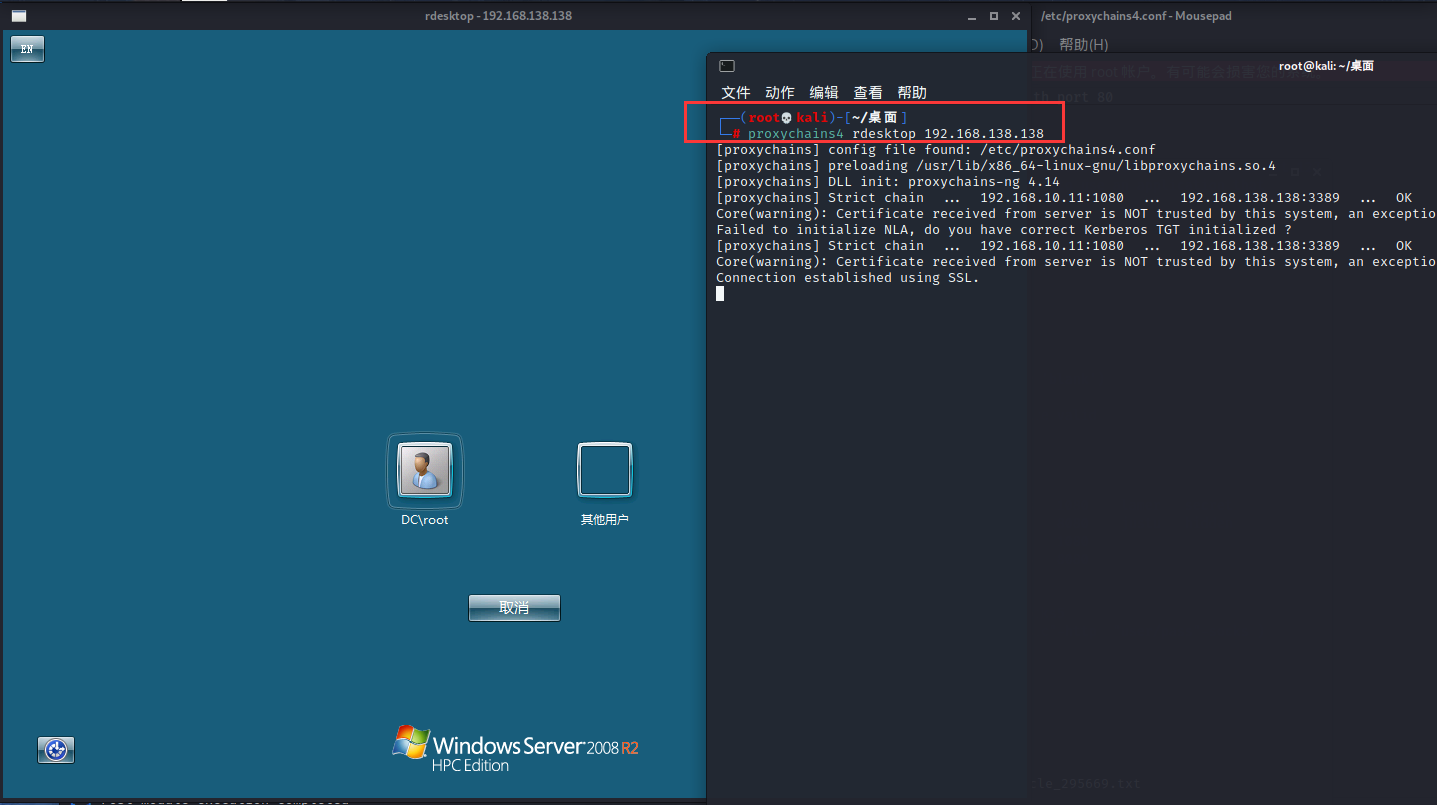 rdesktop - 192.168.138.138
/etc/proxychains4.conf - Mousepad
EN
帮助(H)
th port 80
root@kali: ~/桌面
文件 动作 编辑 查看 帮助
┌──(root💀kali)-[~/桌面]
└─# proxychains4 rdesktop 192.168.138.138
[proxychains] config file found: /etc/proxychains4.conf
[proxychains] preloading /usr/lib/x86_64-linux-gnu/libproxychains.so.4
[proxychains] DLL init: proxychains-ng 4.14
[proxychains] Strict chain  ...  192.168.10.11:1080  ...  192.168.138.138:3389  ...  OK
Core(warning): Certificate received from server is NOT trusted by this system, an exceptio
Failed to initialize NLA, do you have correct Kerberos TGT initialized ?
[proxychains] Strict chain  ...  192.168.10.11:1080  ...  192.168.138.138:3389  ...  OK
Core(warning): Certificate received from server is NOT trusted by this system, an exceptio
Connection established using SSL.
DC\root
其他用户
取消
Windows Server 2008 R2
HPC Edition
cle_295669.txt